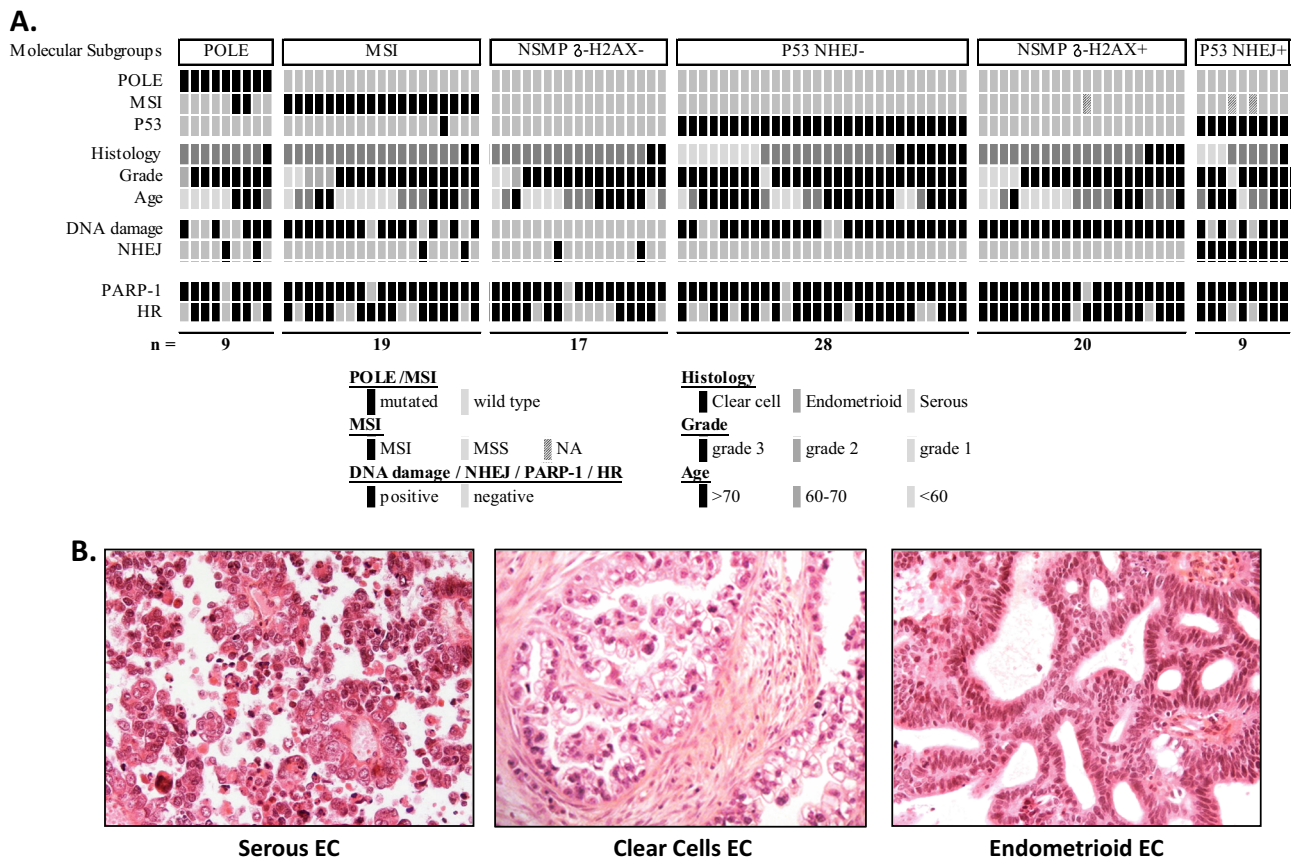 A.
Molecular Subgroups POLE MSI NSMP ვ-H2AX- P53 NHEJ- NSMP ვ-H2AX+ P53 NHEJ+
POLE
MSI
P53
Histology
Grade
Age
DNA damage
NHEJ
PARP-1
HR
n = 9 19 17 28 20 9
POLE /MSI Histology
mutated wild type Clear cell Endometrioid Serous
MSI Grade
MSI MSS NA grade 3 grade 2 grade 1
DNA damage / NHEJ / PARP-1 / HR Age
positive negative >70 60-70 <60
B.
Serous EC Clear Cells EC Endometrioid EC